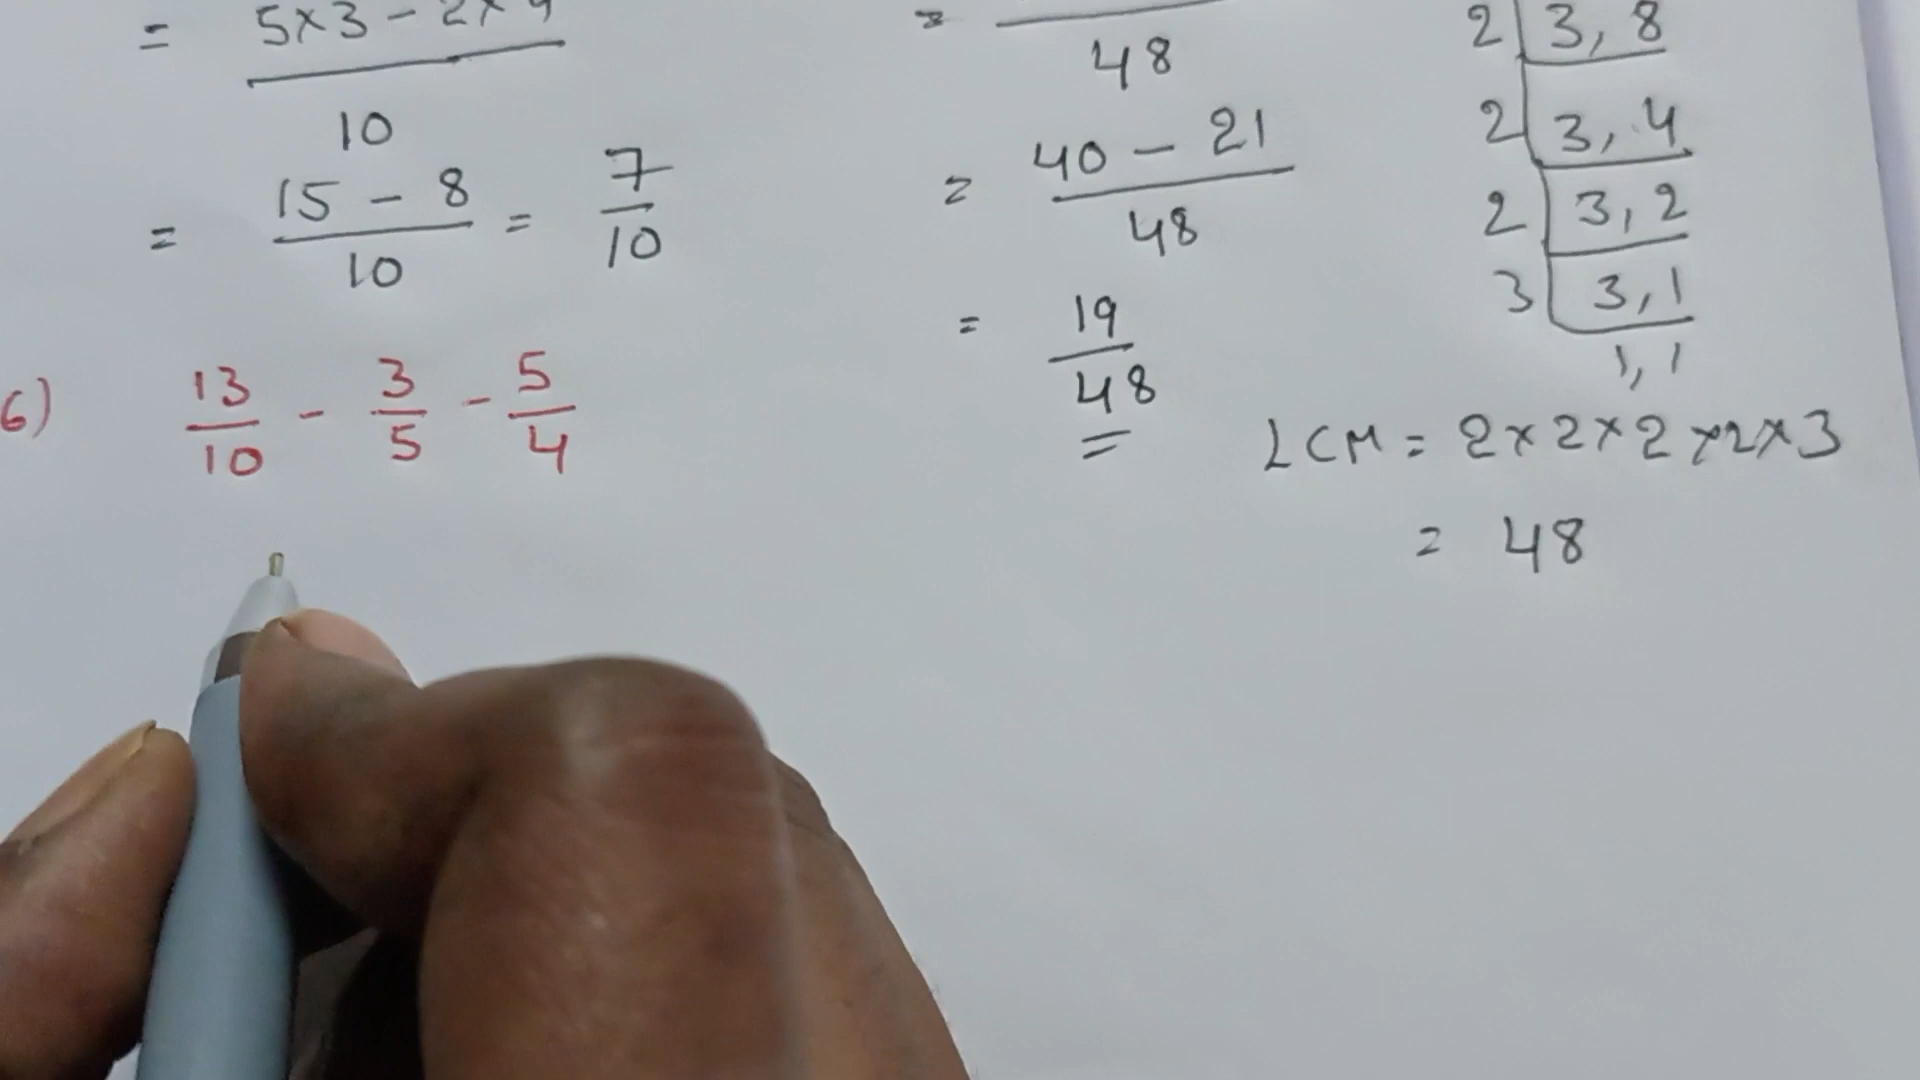 = 5×3 - 2×4 / 10
= 15 - 8 / 10 = 7/10
6) 13/10 - 3/5 - 5/4
= 48
= 40 - 21 / 48
= 19/48
2 | 3, 8
2 | 3, 4
2 | 3, 2
3 | 3, 1
1, 1
LCM = 2×2×2×2×3
= 48